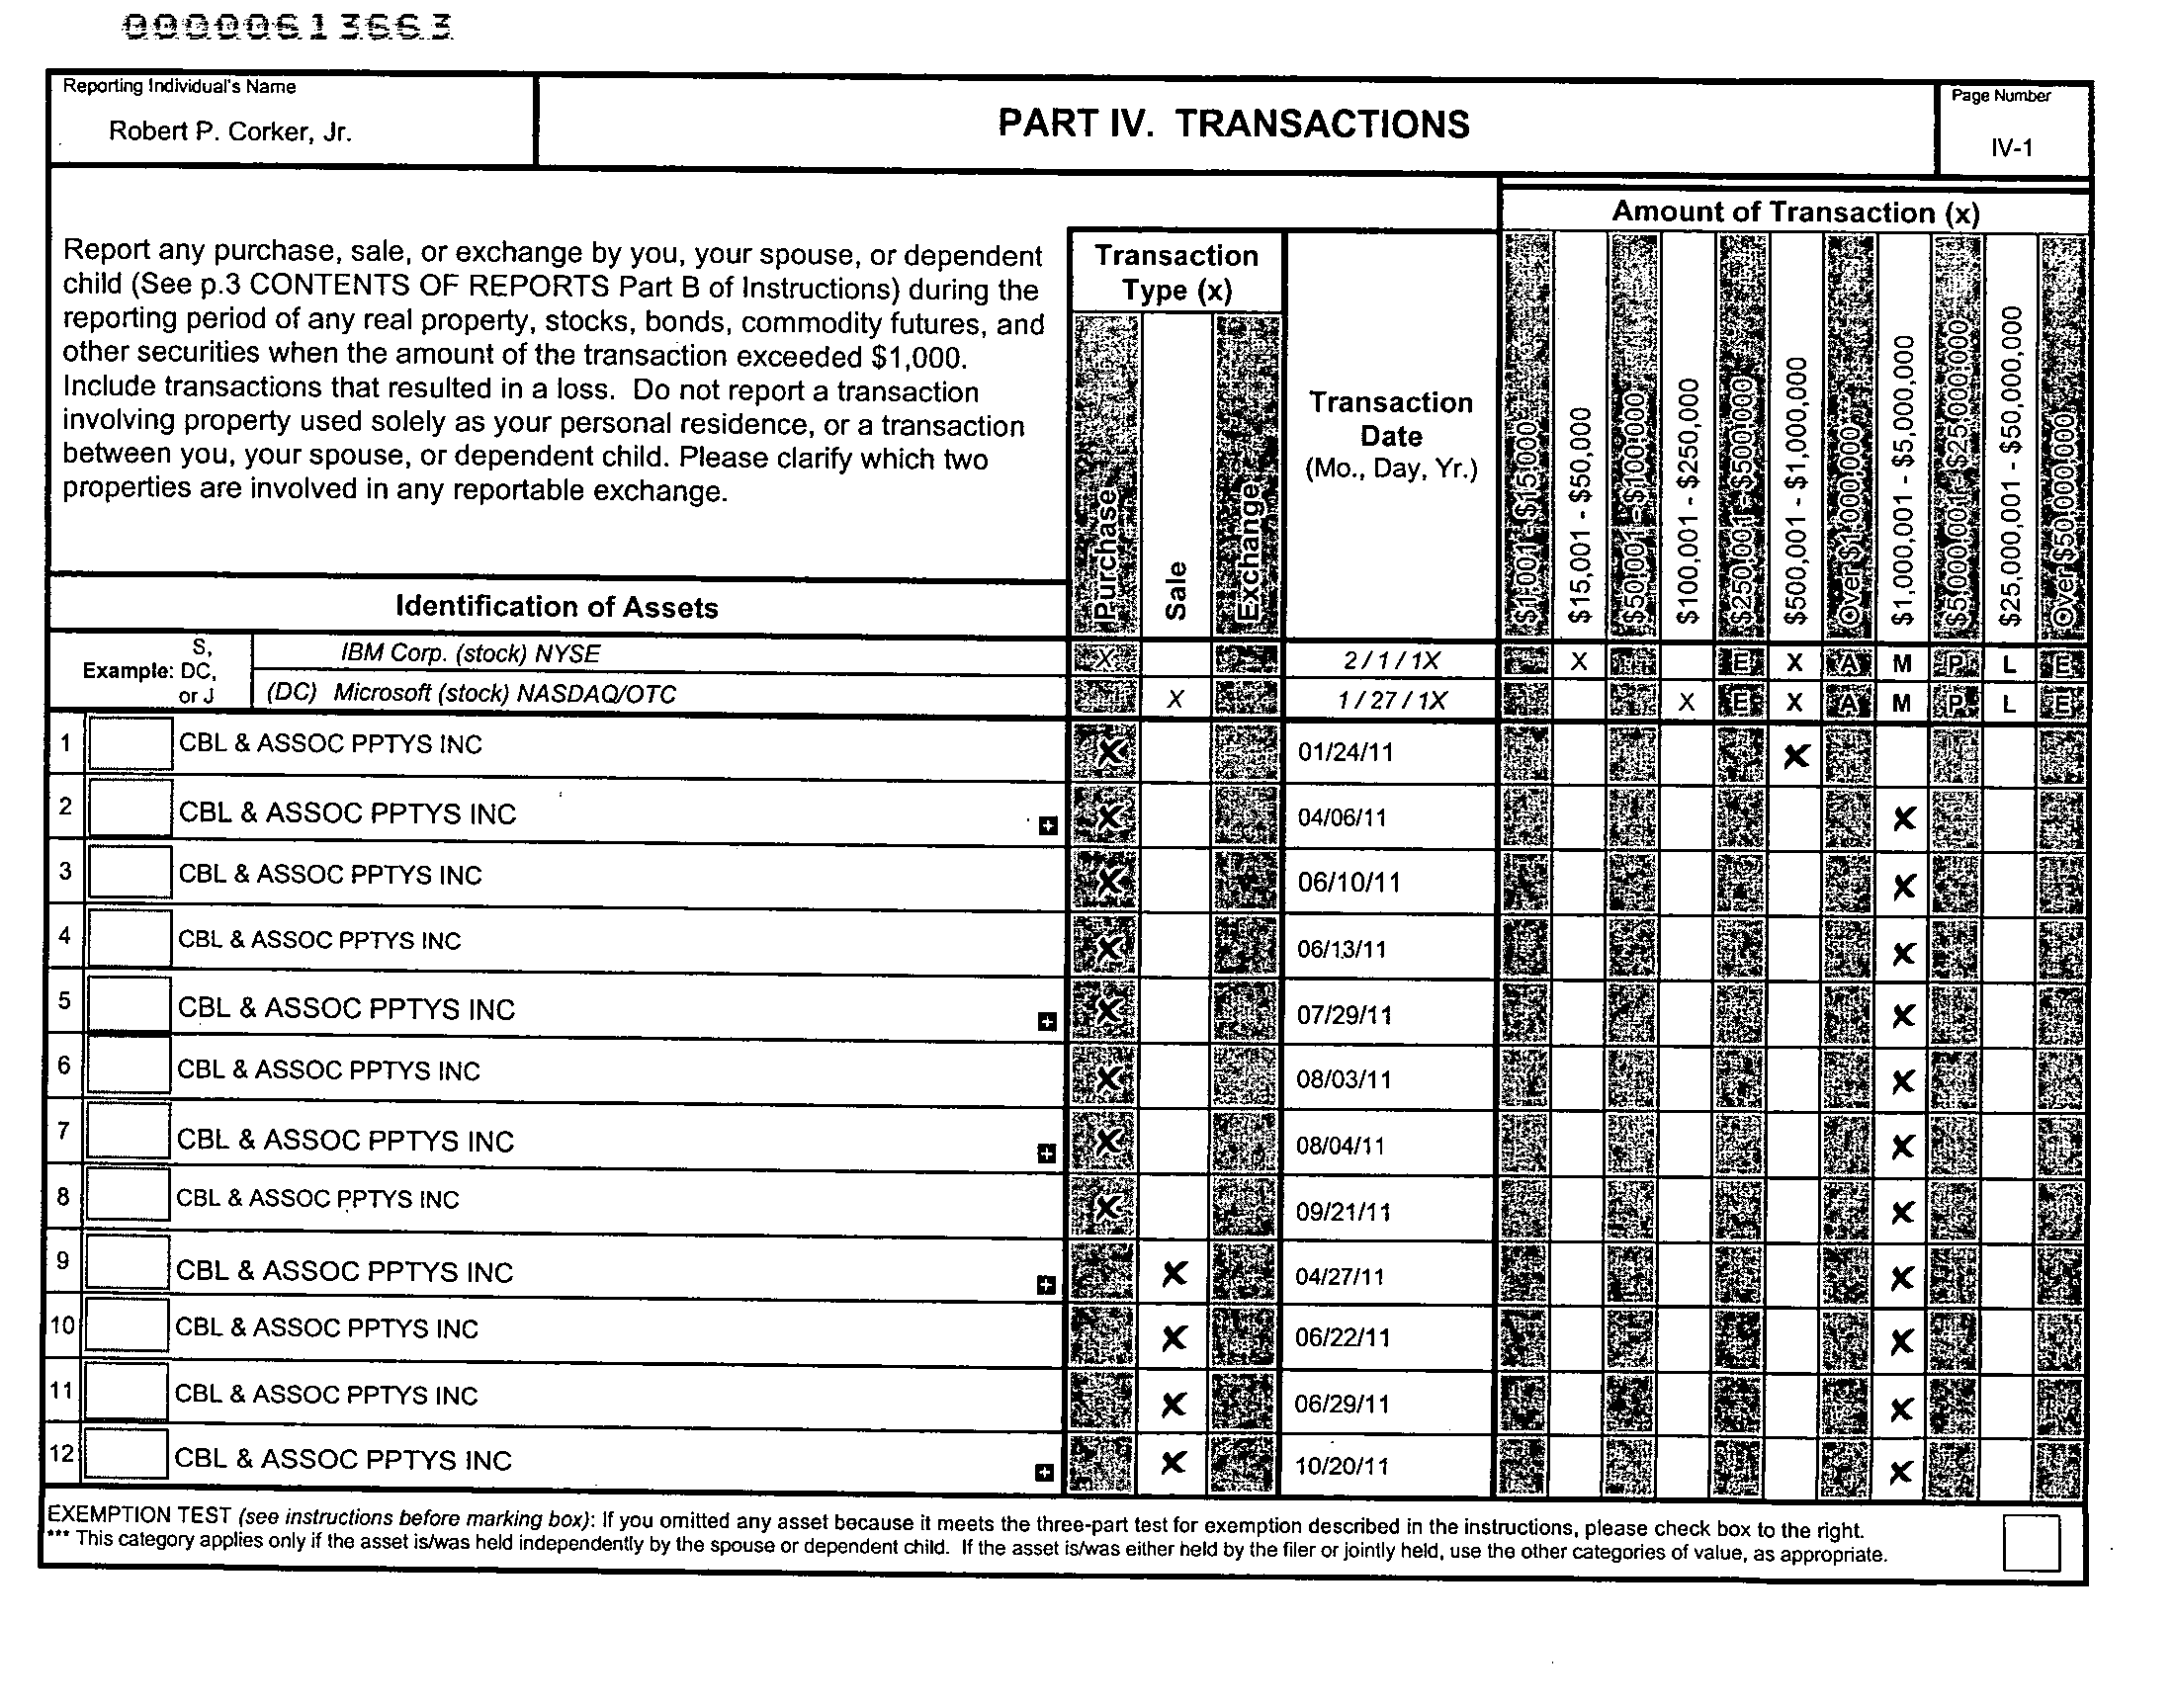 00000613663
Reporting Individual's Name
Robert P. Corker, Jr.
PART IV. TRANSACTIONS
Page Number
IV-1
Report any purchase, sale, or exchange by you, your spouse, or dependent
child (See p.3 CONTENTS OF REPORTS Part B of Instructions) during the
reporting period of any real property, stocks, bonds, commodity futures, and
other securities when the amount of the transaction exceeded $1,000.
Include transactions that resulted in a loss. Do not report a transaction
involving property used solely as your personal residence, or a transaction
between you, your spouse, or dependent child. Please clarify which two
properties are involved in any reportable exchange.
Transaction
Type (x)
Purchase
Sale
Exchange
Transaction
Date
(Mo., Day, Yr.)
Amount of Transaction (x)
$1,001 - $15,000
$15,001 - $50,000
$50,001 - $100,000
$100,001 - $250,000
$250,001 - $500,000
$500,001 - $1,000,000
Over $1,000,000***
$1,000,001 - $5,000,000
$5,000,001 - $25,000,000
$25,000,001 - $50,000,000
Over $50,000,000
Identification of Assets
Example: S, DC, or J
IBM Corp. (stock) NYSE X 2 / 1 / 1X X E X A M P L E
(DC) Microsoft (stock) NASDAQ/OTC X 1 / 27 / 1X X E X A M P L E
1 CBL & ASSOC PPTYS INC X 01/24/11 X
2 CBL & ASSOC PPTYS INC + X 04/06/11 X
3 CBL & ASSOC PPTYS INC X 06/10/11 X
4 CBL & ASSOC PPTYS INC X 06/13/11 X
5 CBL & ASSOC PPTYS INC + X 07/29/11 X
6 CBL & ASSOC PPTYS INC X 08/03/11 X
7 CBL & ASSOC PPTYS INC + X 08/04/11 X
8 CBL & ASSOC PPTYS INC X 09/21/11 X
9 CBL & ASSOC PPTYS INC + X 04/27/11 X
10 CBL & ASSOC PPTYS INC X 06/22/11 X
11 CBL & ASSOC PPTYS INC X 06/29/11 X
12 CBL & ASSOC PPTYS INC + X 10/20/11 X
EXEMPTION TEST (see instructions before marking box): If you omitted any asset because it meets the three-part test for exemption described in the instructions, please check box to the right.
*** This category applies only if the asset is/was held independently by the spouse or dependent child. If the asset is/was either held by the filer or jointly held, use the other categories of value, as appropriate.